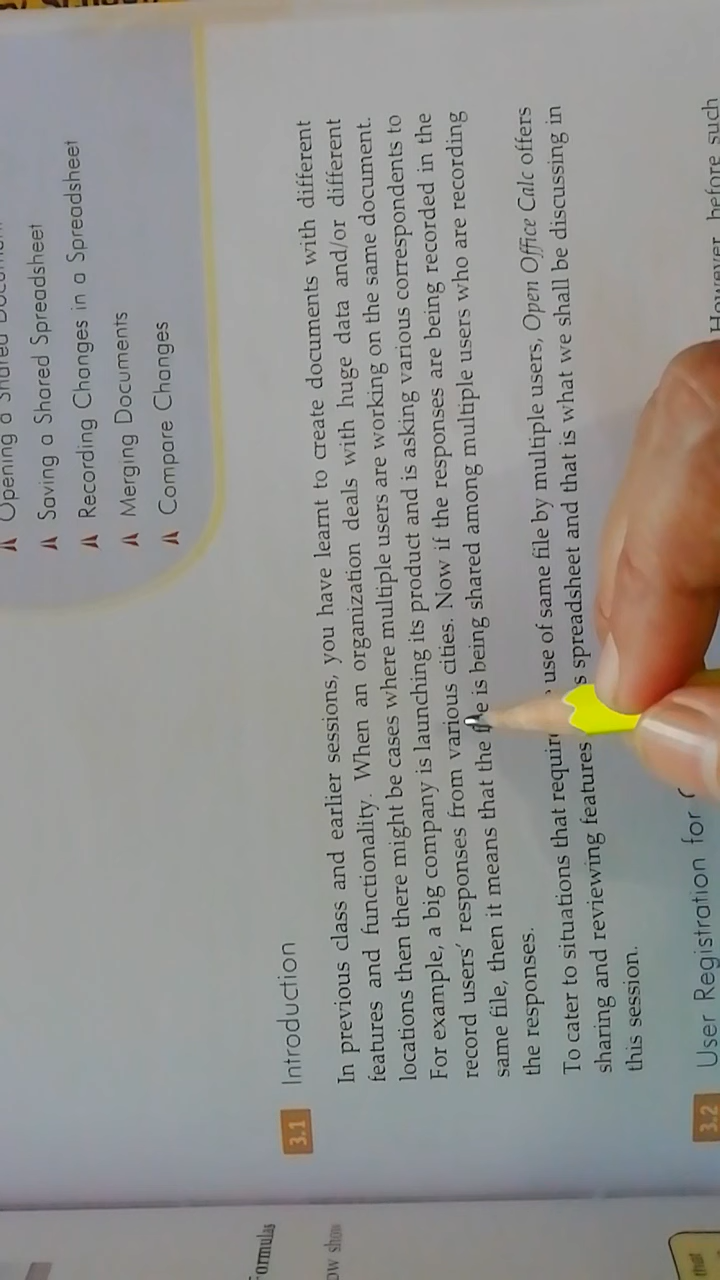 Opening a Shared Document
Saving a Shared Spreadsheet
Recording Changes in a Spreadsheet
Merging Documents
Compare Changes
3.1 Introduction
In previous class and earlier sessions, you have learnt to create documents with different
features and functionality. When an organization deals with huge data and/or different
locations then there might be cases where multiple users are working on the same document.
For example, a big company is launching its product and is asking various correspondents to
record users' responses from various cities. Now if the responses are being recorded in the
same file, then it means that the file is being shared among multiple users who are recording
the responses.
To cater to situations that require use of same file by multiple users, Open Office Calc offers
sharing and reviewing features spreadsheet and that is what we shall be discussing in
this session.
3.2 User Registration for
However, before such
Formulas
ow show
that